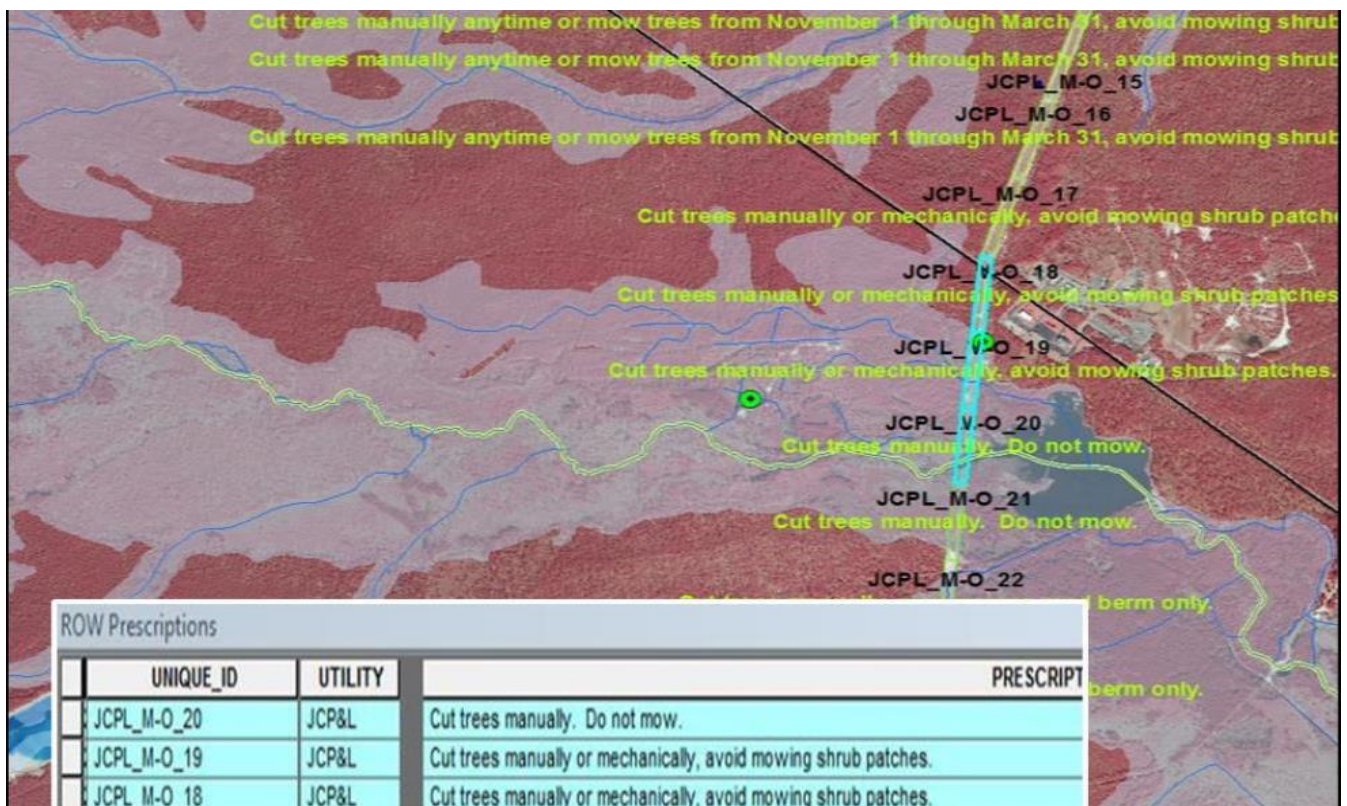 Cut trees manually anytime or mow trees from November 1 through March 31, avoid mowing shrub
Cut trees manually anytime or mow trees from November 1 through March 31, avoid mowing shrub
JCPL_M-O_15
JCPL_M-O_16
Cut trees manually anytime or mow trees from November 1 through March 31, avoid mowing shrub
JCPL_M-O_17
Cut trees manually or mechanically, avoid mowing shrub patche
JCPL_M-O_18
Cut trees manually or mechanically, avoid mowing shrub patches
JCPL_M-O_19
Cut trees manually or mechanically, avoid mowing shrub patches.
JCPL_M-O_20
Cut trees manually. Do not mow.
JCPL_M-O_21
Cut trees manually. Do not mow.
JCPL_M-O_22
berm only.
berm only.
ROW Prescriptions
UNIQUE_ID UTILITY PRESCRIPT
JCPL_M-O_20 JCP&L Cut trees manually. Do not mow.
JCPL_M-O_19 JCP&L Cut trees manually or mechanically, avoid mowing shrub patches.
JCPL_M-O_18 JCP&L Cut trees manually or mechanically, avoid mowing shrub patches.